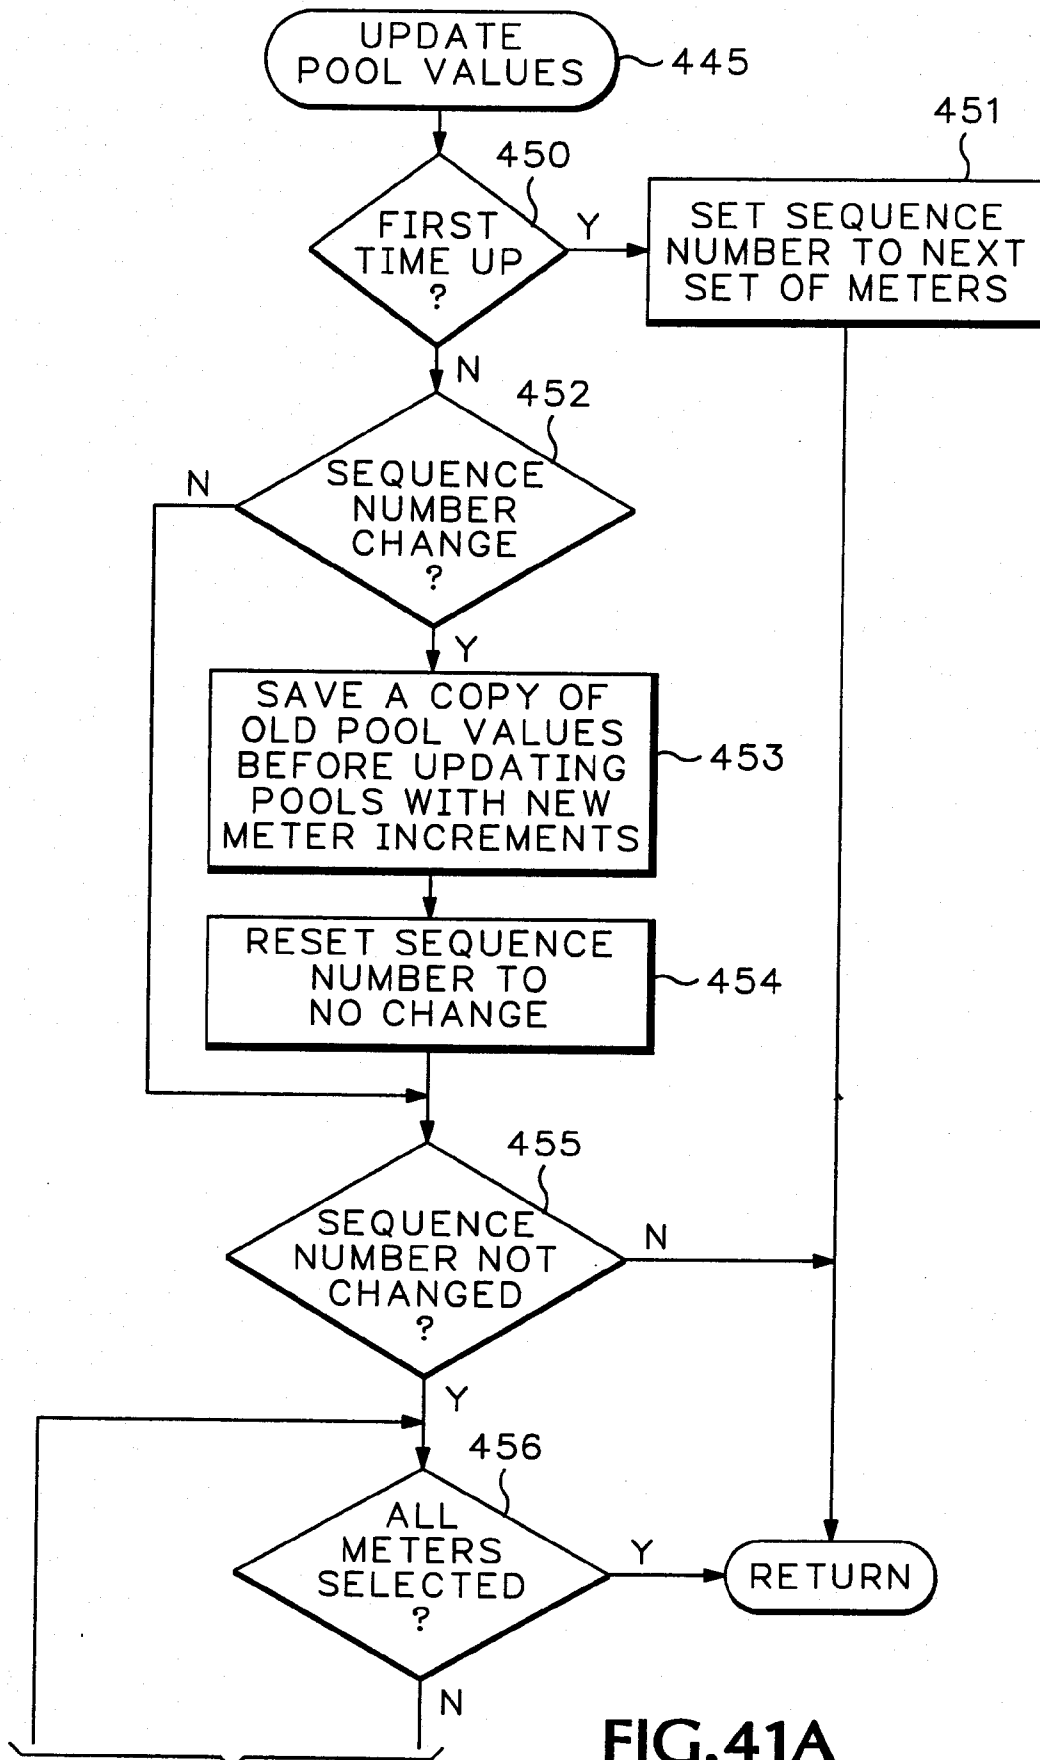 UPDATE
POOL VALUES
445
450
FIRST
TIME UP
?
Y
451
SET SEQUENCE
NUMBER TO NEXT
SET OF METERS
N
452
SEQUENCE
NUMBER
CHANGE
?
N
Y
SAVE A COPY OF
OLD POOL VALUES
BEFORE UPDATING
POOLS WITH NEW
METER INCREMENTS
453
RESET SEQUENCE
NUMBER TO
NO CHANGE
454
455
SEQUENCE
NUMBER NOT
CHANGED
?
N
Y
456
ALL
METERS
SELECTED
?
Y
RETURN
N
FIG.41A